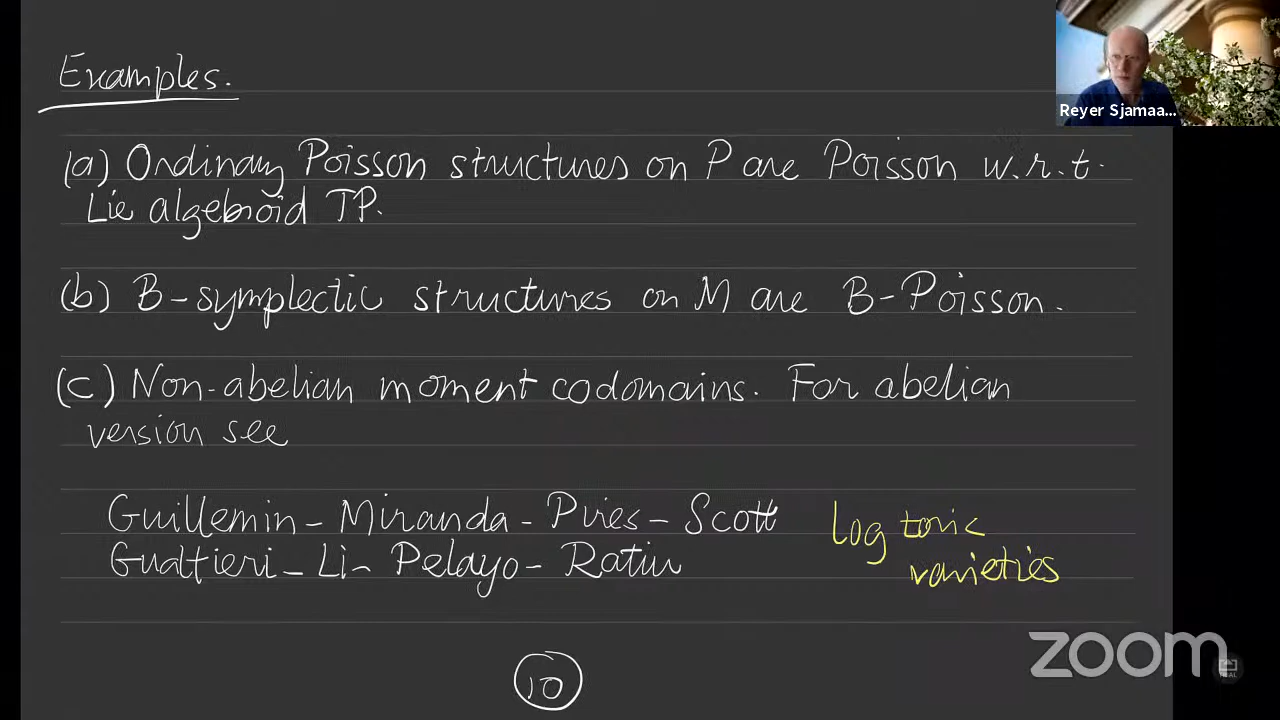 Examples.
Reyer Sjamaa...
(a) Ordinary Poisson structures on P are Poisson w.r.t.
Lie algebroid TP.
(b) B-symplectic structures on M are B-Poisson.
(c) Non-abelian moment codomains. For abelian
version see
Guillemin - Miranda - Pires - Scott
Gualtieri - Li - Pelayo - Ratiu
log toric
varieties
zoom
10